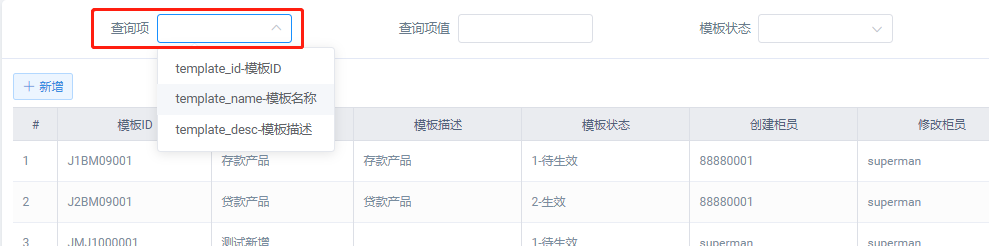 查询项 查询项值 模板状态
template_id-模板ID
template_name-模板名称
template_desc-模板描述
新增
# 模板ID 模板描述 模板状态 创建柜员 修改柜员
1 J1BM09001 存款产品 存款产品 1-待生效 88880001 superman
2 J2BM09001 贷款产品 贷款产品 2-生效 88880001 superman
3 JMJ1000001 测试新增 1-待生效 88880001 superman